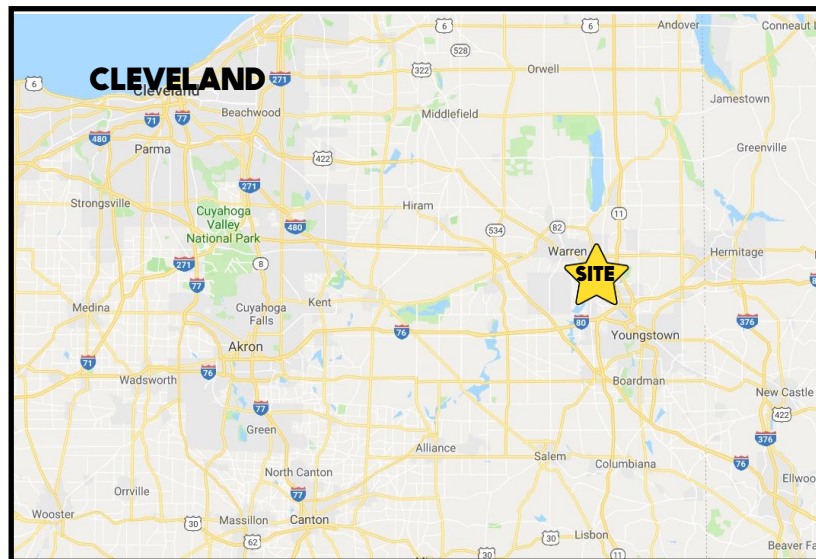 6
6
Andover
Conneaut L
528
CLEVELAND
Cleveland
271
322
Orwell
6
Jamestown
71
77
Beachwood
Middlefield
480
Parma
422
Greenville
271
Strongsville
Cuyahoga
Valley
National Park
480
Hiram
534
82
11
Warren
Hermitage
271
8
SITE
77
Medina
Cuyahoga
Falls
Kent
76
80
376
Youngstown
Akron
71
76
Wadsworth
Boardman
77
New Castle
422
Green
Alliance
376
Salem
Columbiana
76
North Canton
Ellwoo
Orrville
77
Wooster
30
Massillon
Canton
Lisbon
62
30
30
11
Beaver Fa